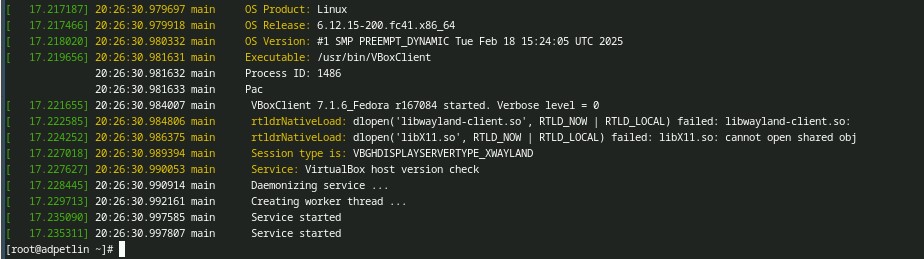 [   17.217187] 20:26:30.979697 main     OS Product: Linux
[   17.217466] 20:26:30.979918 main     OS Release: 6.12.15-200.fc41.x86_64
[   17.218020] 20:26:30.980332 main     OS Version: #1 SMP PREEMPT_DYNAMIC Tue Feb 18 15:24:05 UTC 2025
[   17.219656] 20:26:30.981631 main     Executable: /usr/bin/VBoxClient
               20:26:30.981632 main     Process ID: 1486
               20:26:30.981633 main     Pac
[   17.221655] 20:26:30.984007 main      VBoxClient 7.1.6_Fedora r167084 started. Verbose level = 0
[   17.222585] 20:26:30.984806 main      rtldrNativeLoad: dlopen('libwayland-client.so', RTLD_NOW | RTLD_LOCAL) failed: libwayland-client.so:
[   17.224252] 20:26:30.986375 main      rtldrNativeLoad: dlopen('libX11.so', RTLD_NOW | RTLD_LOCAL) failed: libX11.so: cannot open shared obj
[   17.227018] 20:26:30.989394 main      Session type is: VBGHDISPLAYSERVERTYPE_XWAYLAND
[   17.227627] 20:26:30.990053 main      Service: VirtualBox host version check
[   17.228445] 20:26:30.990914 main      Daemonizing service ...
[   17.229713] 20:26:30.992161 main      Creating worker thread ...
[   17.235090] 20:26:30.997585 main      Service started
[   17.235311] 20:26:30.997807 main      Service started
[root@adpetlin ~]#